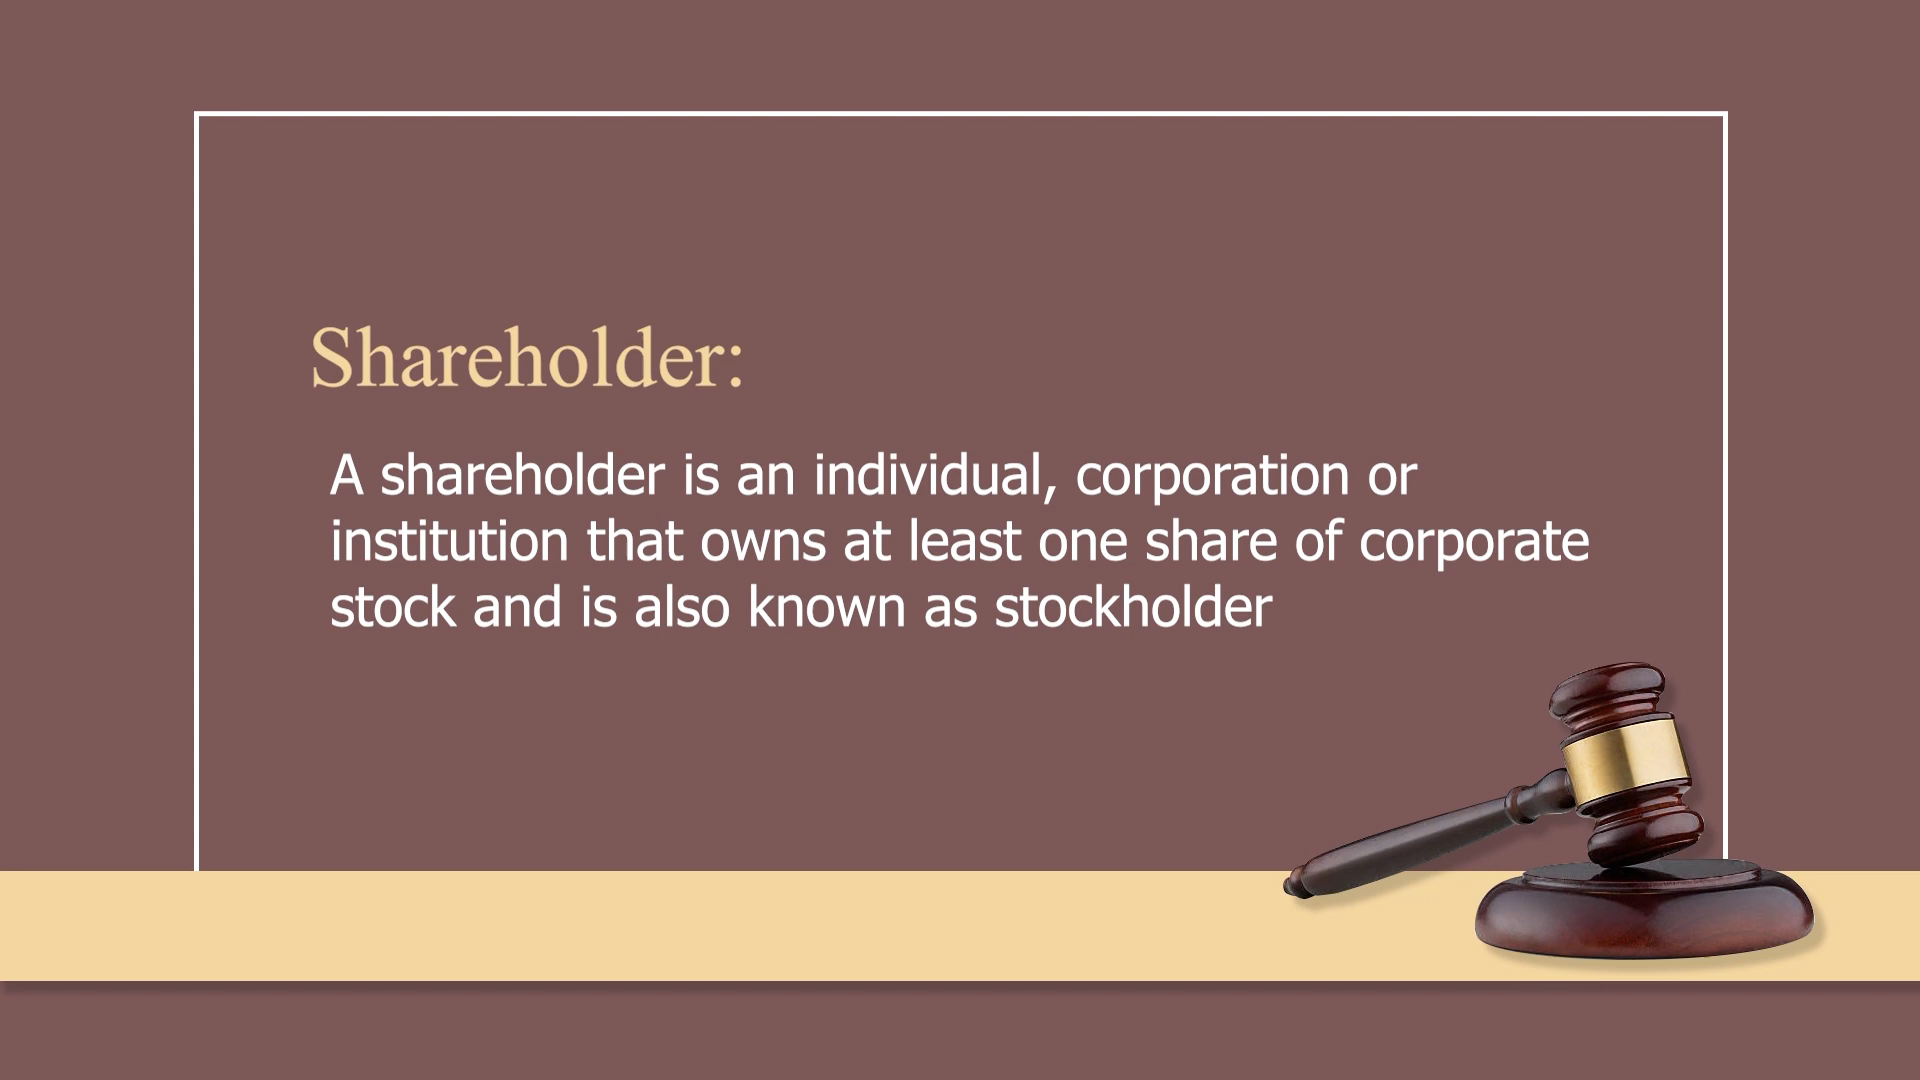 Shareholder:
A shareholder is an individual, corporation or
institution that owns at least one share of corporate
stock and is also known as stockholder